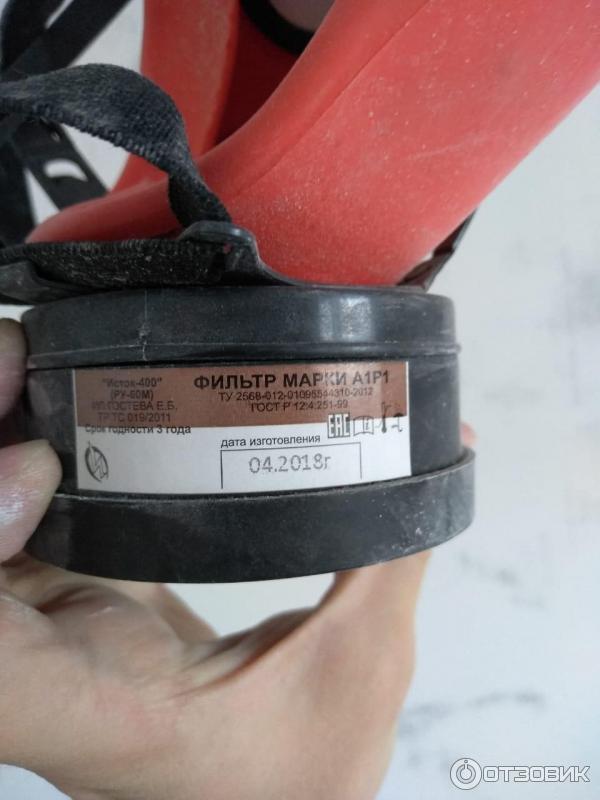 "Исток-400"
(РУ-60М)
ИП ГОСТЕВА Е.Б.
ТР ТС 019/2011
Срок годности 3 года
ФИЛЬТР МАРКИ А1Р1
ТУ 2568-012-01095544310-2012
ГОСТ Р 12.4.251-99
EAC
дата изготовления
04.2018г
ОТЗОВИК